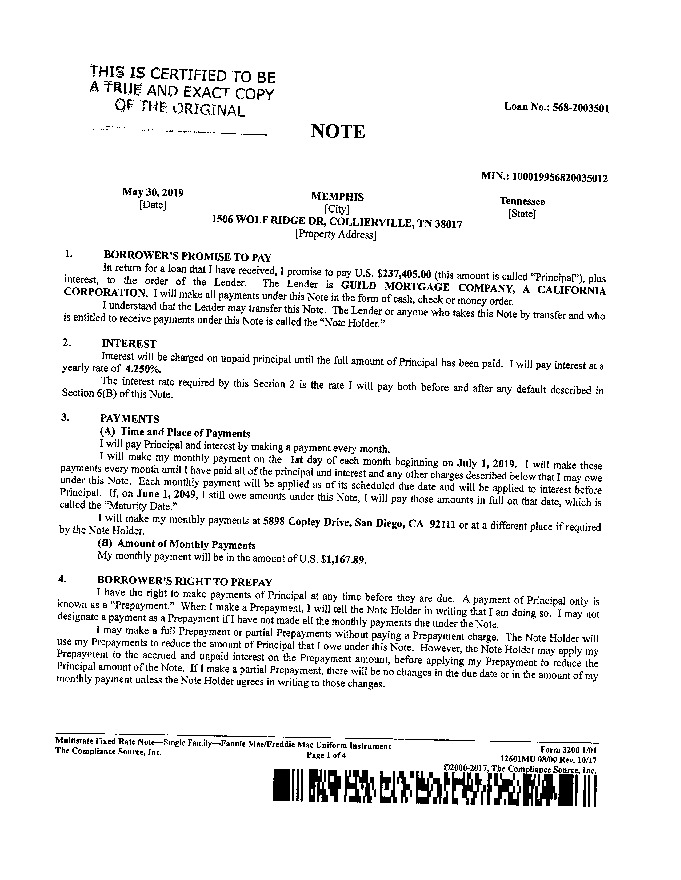 THIS IS CERTIFIED TO BE
A TRUE AND EXACT COPY
OF THE ORIGINAL
Loan No.: 568-2003501
NOTE
MIN.: 100019956820035012
May 30, 2019
[Date]
MEMPHIS
[City]
Tennessee
[State]
1506 WOLF RIDGE DR, COLLIERVILLE, TN 38017
[Property Address]
1. BORROWER'S PROMISE TO PAY
In return for a loan that I have received, I promise to pay U.S. $237,405.00 (this amount is called "Principal"), plus
interest, to the order of the Lender. The Lender is GUILD MORTGAGE COMPANY, A CALIFORNIA
CORPORATION. I will make all payments under this Note in the form of cash, check or money order.
I understand that the Lender may transfer this Note. The Lender or anyone who takes this Note by transfer and who
is entitled to receive payments under this Note is called the "Note Holder."
2. INTEREST
Interest will be charged on unpaid principal until the full amount of Principal has been paid. I will pay interest at a
yearly rate of 4.250%.
The interest rate required by this Section 2 is the rate I will pay both before and after any default described in
Section 6(B) of this Note.
3. PAYMENTS
(A) Time and Place of Payments
I will pay Principal and interest by making a payment every month.
I will make my monthly payment on the 1st day of each month beginning on July 1, 2019. I will make these
payments every month until I have paid all of the principal and interest and any other charges described below that I may owe
under this Note. Each monthly payment will be applied as of its scheduled due date and will be applied to interest before
Principal. If, on June 1, 2049, I still owe amounts under this Note, I will pay those amounts in full on that date, which is
called the "Maturity Date."
I will make my monthly payments at 5898 Copley Drive, San Diego, CA 92111 or at a different place if required
by the Note Holder.
(B) Amount of Monthly Payments
My monthly payment will be in the amount of U.S. $1,167.89.
4. BORROWER'S RIGHT TO PREPAY
I have the right to make payments of Principal at any time before they are due. A payment of Principal only is
known as a "Prepayment." When I make a Prepayment, I will tell the Note Holder in writing that I am doing so. I may not
designate a payment as a Prepayment if I have not made all the monthly payments due under the Note.
I may make a full Prepayment or partial Prepayments without paying a Prepayment charge. The Note Holder will
use my Prepayments to reduce the amount of Principal that I owe under this Note. However, the Note Holder may apply my
Prepayment to the accrued and unpaid interest on the Prepayment amount, before applying my Prepayment to reduce the
Principal amount of the Note. If I make a partial Prepayment, there will be no changes in the due date or in the amount of my
monthly payment unless the Note Holder agrees in writing to those changes.
Multistate Fixed Rate Note—Single Family—Fannie Mae/Freddie Mac Uniform Instrument
The Compliance Source, Inc.
Page 1 of 4
Form 3200 1/01
12601MU 08/00 Rev. 10/17
©2000-2017, The Compliance Source, Inc.